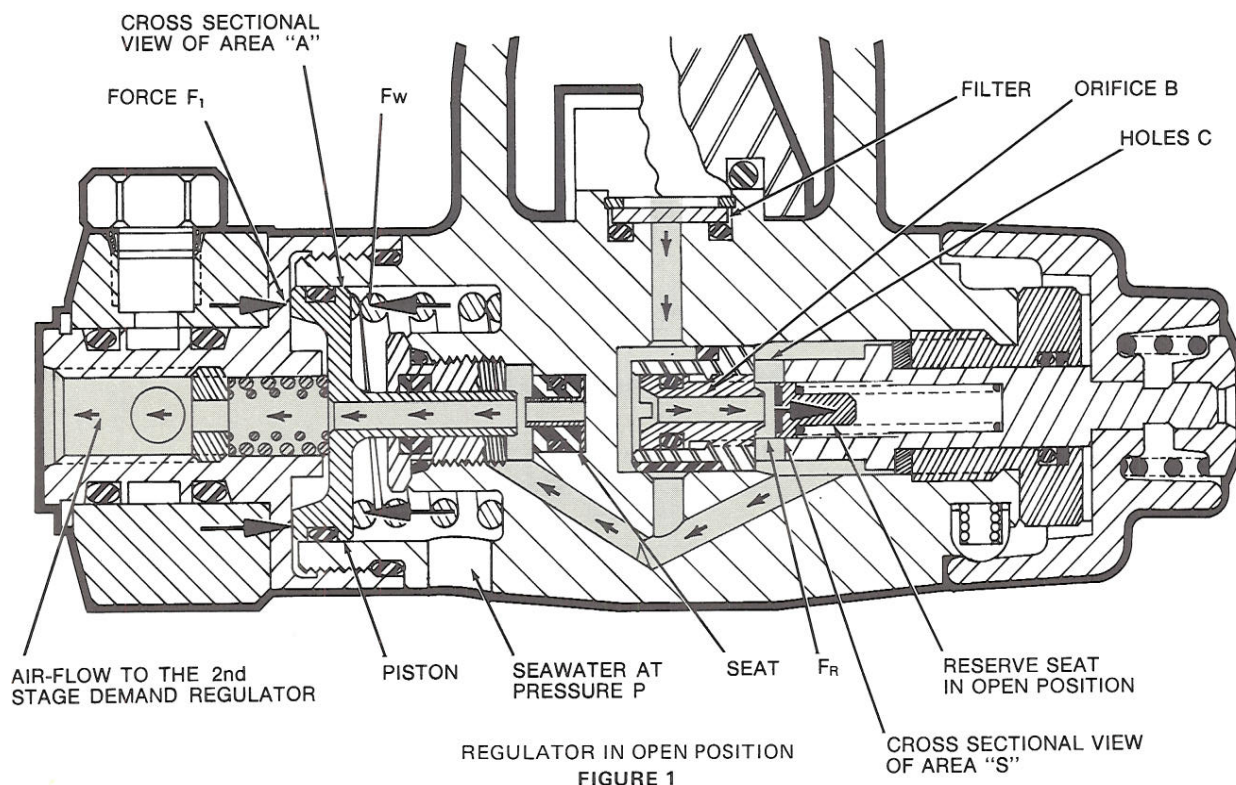 CROSS SECTIONAL
VIEW OF AREA "A"
FORCE F₁
Fw
FILTER
ORIFICE B
HOLES C
AIR-FLOW TO THE 2nd
STAGE DEMAND REGULATOR
PISTON
SEAWATER AT
PRESSURE P
SEAT
FR
RESERVE SEAT
IN OPEN POSITION
CROSS SECTIONAL VIEW
OF AREA "S"
REGULATOR IN OPEN POSITION
FIGURE 1